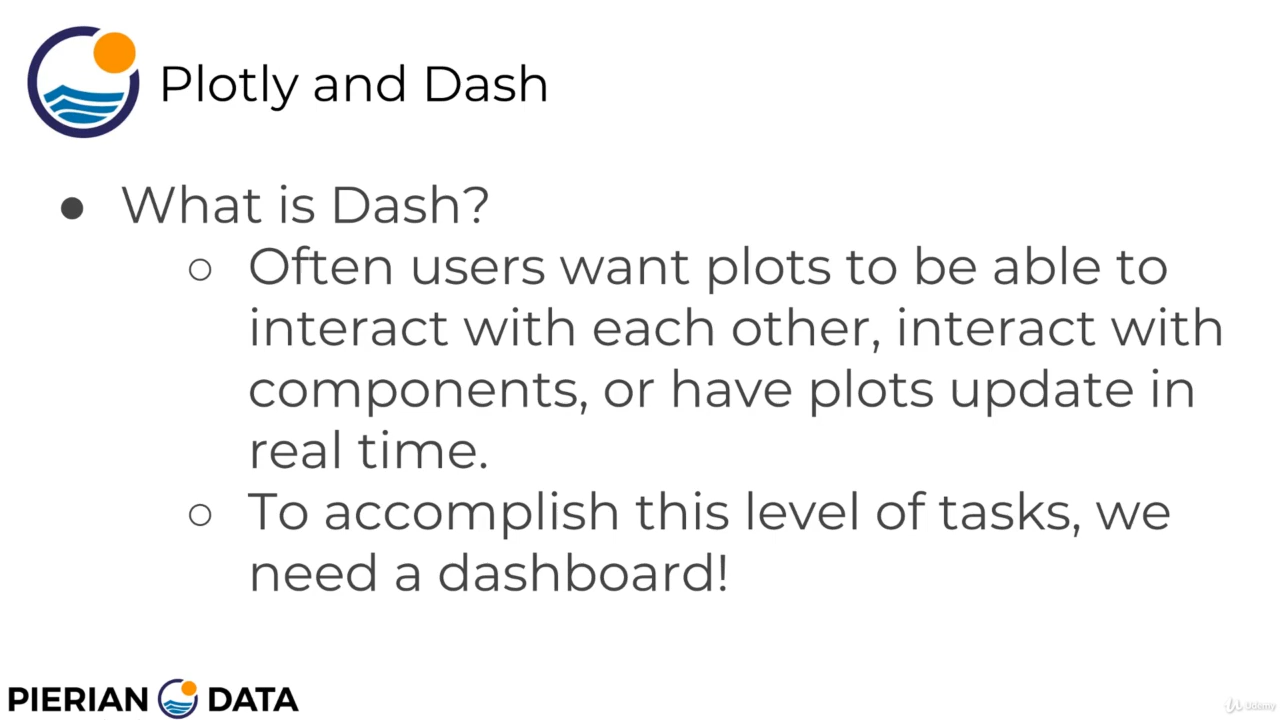 Plotly and Dash
● What is Dash?
○ Often users want plots to be able to
interact with each other, interact with
components, or have plots update in
real time.
○ To accomplish this level of tasks, we
need a dashboard!
PIERIAN DATA
Udemy